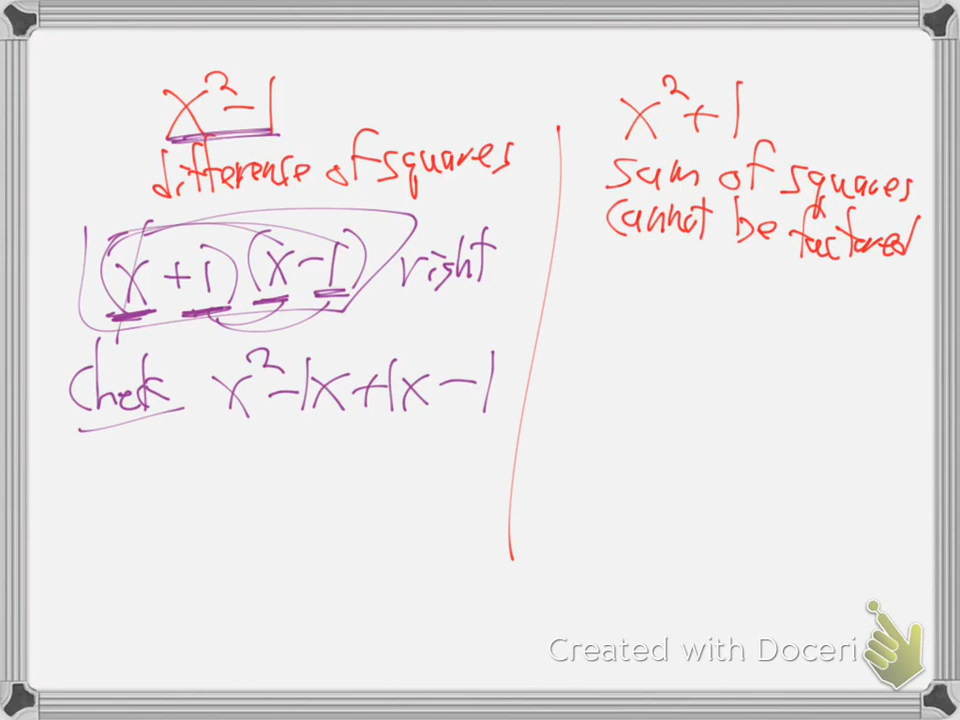 x² - 1
difference of squares
(x + 1) (x - 1) right
Check x² - 1x + 1x - 1
x² + 1
sum of squares
cannot be factored
Created with Doceri